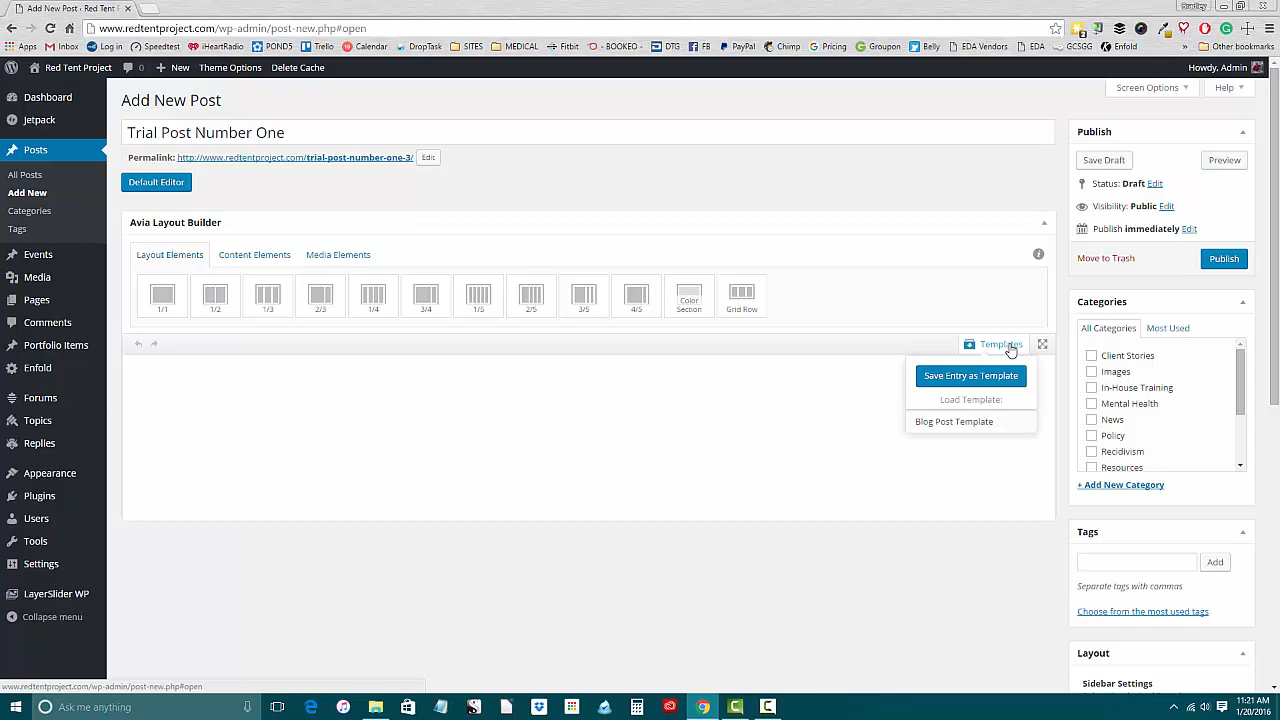 Add New Post ‹ Red Tent P
Bradley
www.redtentproject.com/wp-admin/post-new.php#open
Apps Inbox Log in Speedtest iHeartRadio POND5 Trello Calendar DropTask SITES MEDICAL Fitbit DTG FB PayPal Chimp Pricing Groupon Belly EDA Vendors EDA GCSGG Enfold » Other bookmarks
Red Tent Project 0 + New Theme Options Delete Cache Howdy, Admin
Screen Options Help
Dashboard
Jetpack
Posts
All Posts
Add New
Categories
Tags
Events
Media
Pages
Comments
Portfolio Items
Enfold
Forums
Topics
Replies
Appearance
Plugins
Users
Tools
Settings
LayerSlider WP
Collapse menu
Add New Post
Trial Post Number One
Permalink: http://www.redtentproject.com/trial-post-number-one-3/ Edit
Default Editor
Avia Layout Builder
Layout Elements Content Elements Media Elements
1/1 1/2 1/3 2/3 1/4 3/4 1/5 2/5 3/5 4/5 Color Section Grid Row
Templates
Save Entry as Template
Load Template:
Blog Post Template
Publish
Save Draft Preview
Status: Draft Edit
Visibility: Public Edit
Publish immediately Edit
Move to Trash Publish
Categories
All Categories Most Used
Client Stories
Images
In-House Training
Mental Health
News
Policy
Recidivism
Resources
+ Add New Category
Tags
Add
Separate tags with commas
Choose from the most used tags
Layout
Sidebar Settings
www.redtentproject.com/wp-admin/post-new.php#open
Ask me anything
11:21 AM
1/20/2016